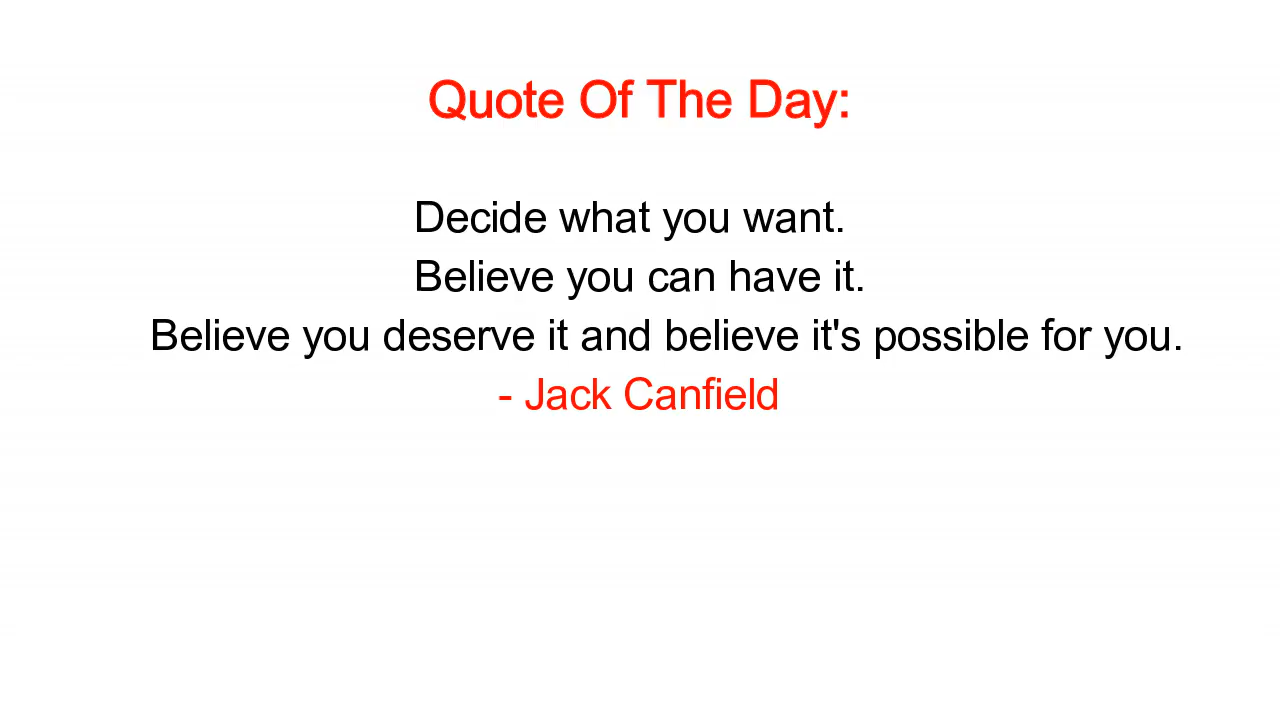 Quote Of The Day:
Decide what you want.
Believe you can have it.
Believe you deserve it and believe it's possible for you.
- Jack Canfield